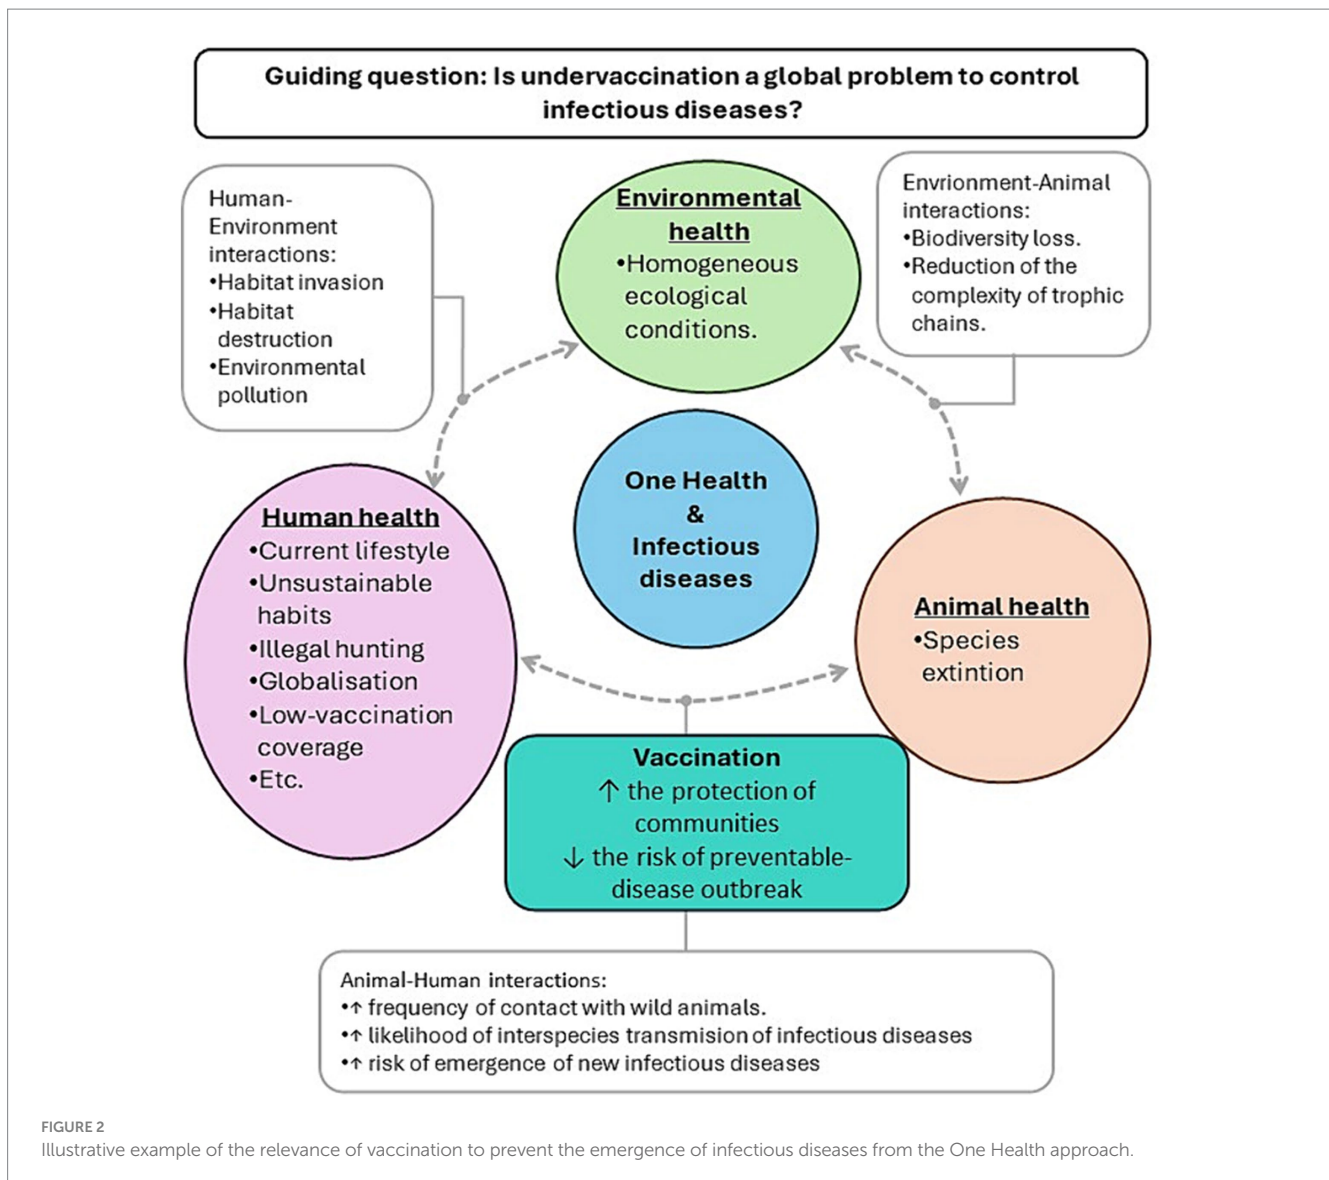 Guiding question: Is undervaccination a global problem to control
infectious diseases?
Human-
Environment
interactions:
•Habitat invasion
•Habitat
destruction
•Environmental
pollution
Environmental
health
•Homogeneous
ecological
conditions.
Envrionment-Animal
interactions:
•Biodiversity loss.
•Reduction of the
complexity of trophic
chains.
One Health
&
Infectious
diseases
Human health
•Current lifestyle
•Unsustainable
habits
•Illegal hunting
•Globalisation
•Low-vaccination
coverage
•Etc.
Animal health
•Species
extintion
Vaccination
↑ the protection of
communities
↓ the risk of preventable-
disease outbreak
Animal-Human interactions:
•↑ frequency of contact with wild animals.
•↑ likelihood of interspecies transmision of infectious diseases
•↑ risk of emergence of new infectious diseases
FIGURE 2
Illustrative example of the relevance of vaccination to prevent the emergence of infectious diseases from the One Health approach.